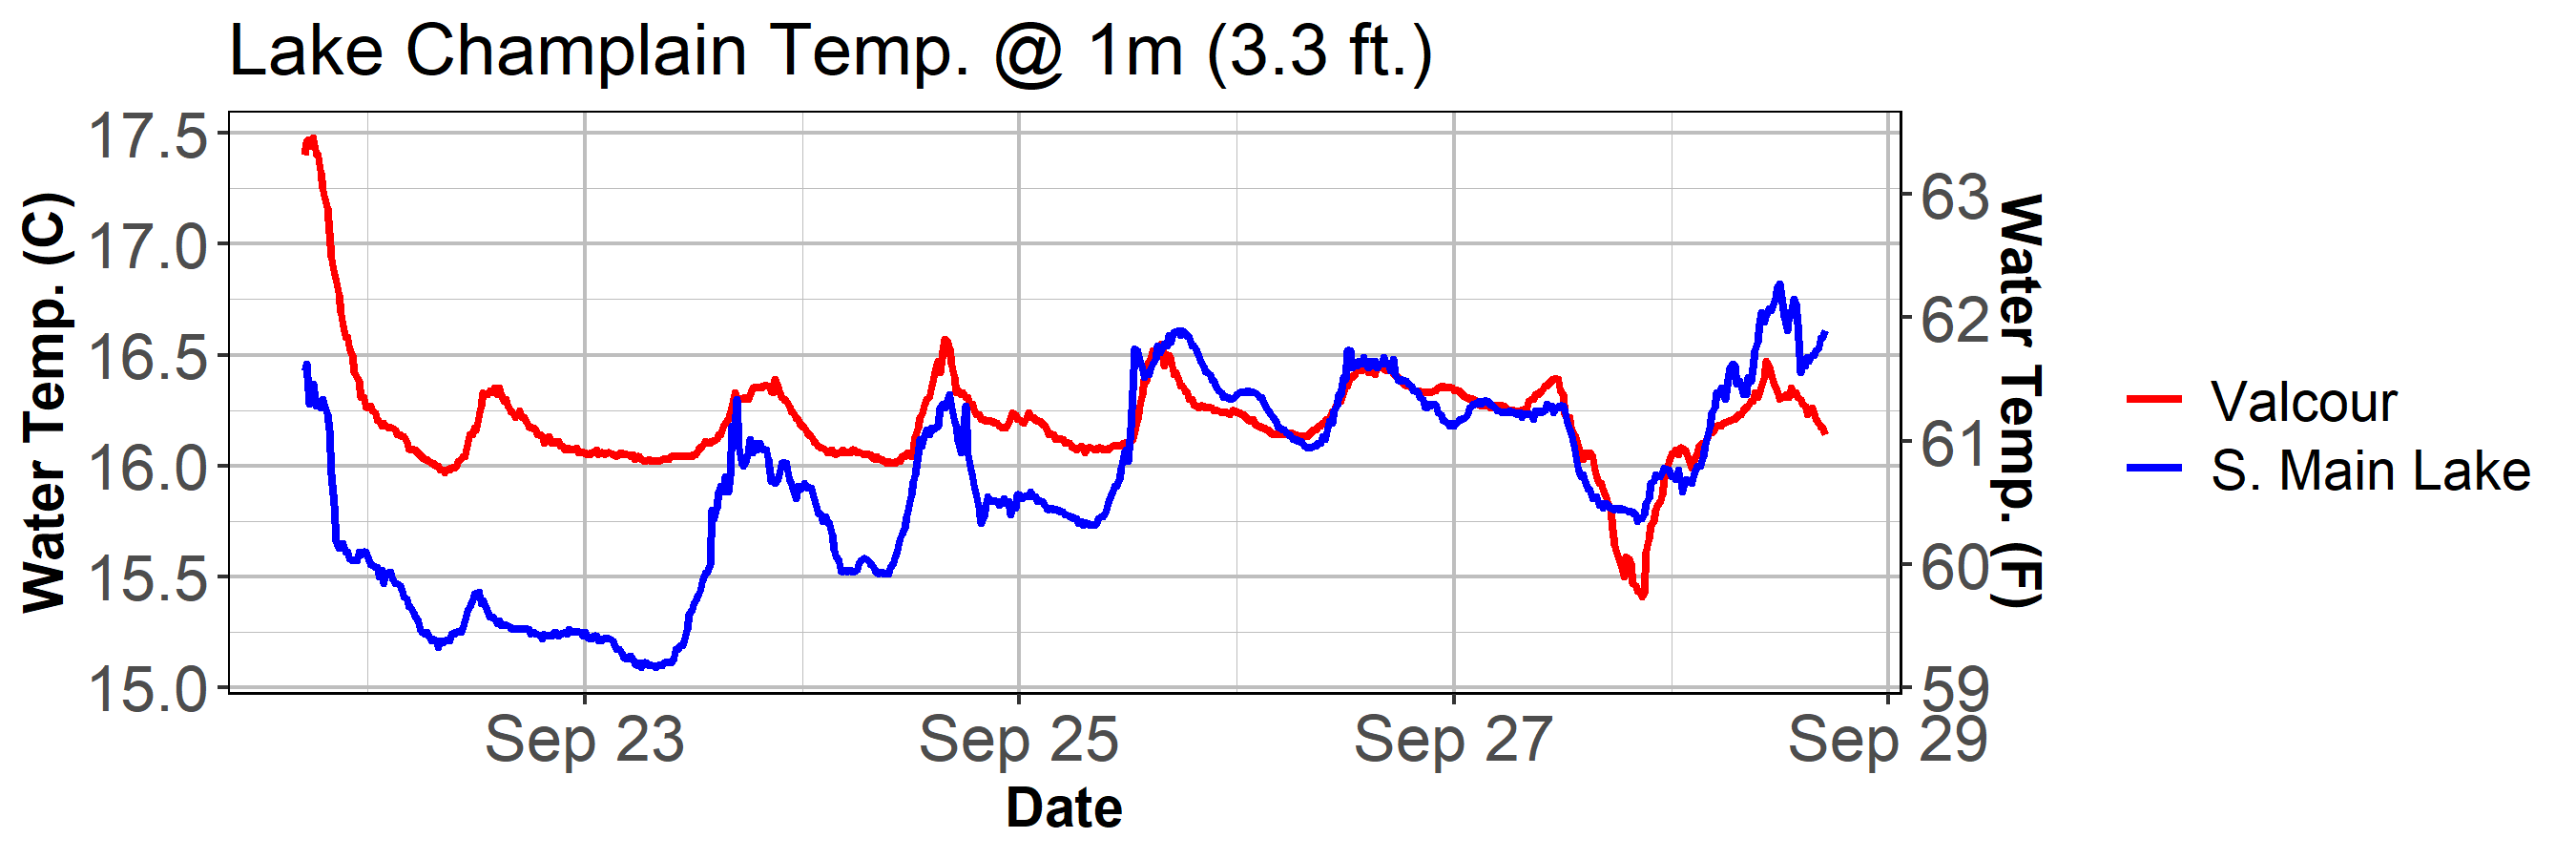 Lake Champlain Temp. @ 1m (3.3 ft.)
Water Temp. (C)
17.5
17.0
16.5
16.0
15.5
15.0
63
62
61
60
59
Water Temp. (F)
Sep 23
Sep 25
Sep 27
Sep 29
Date
Valcour
S. Main Lake